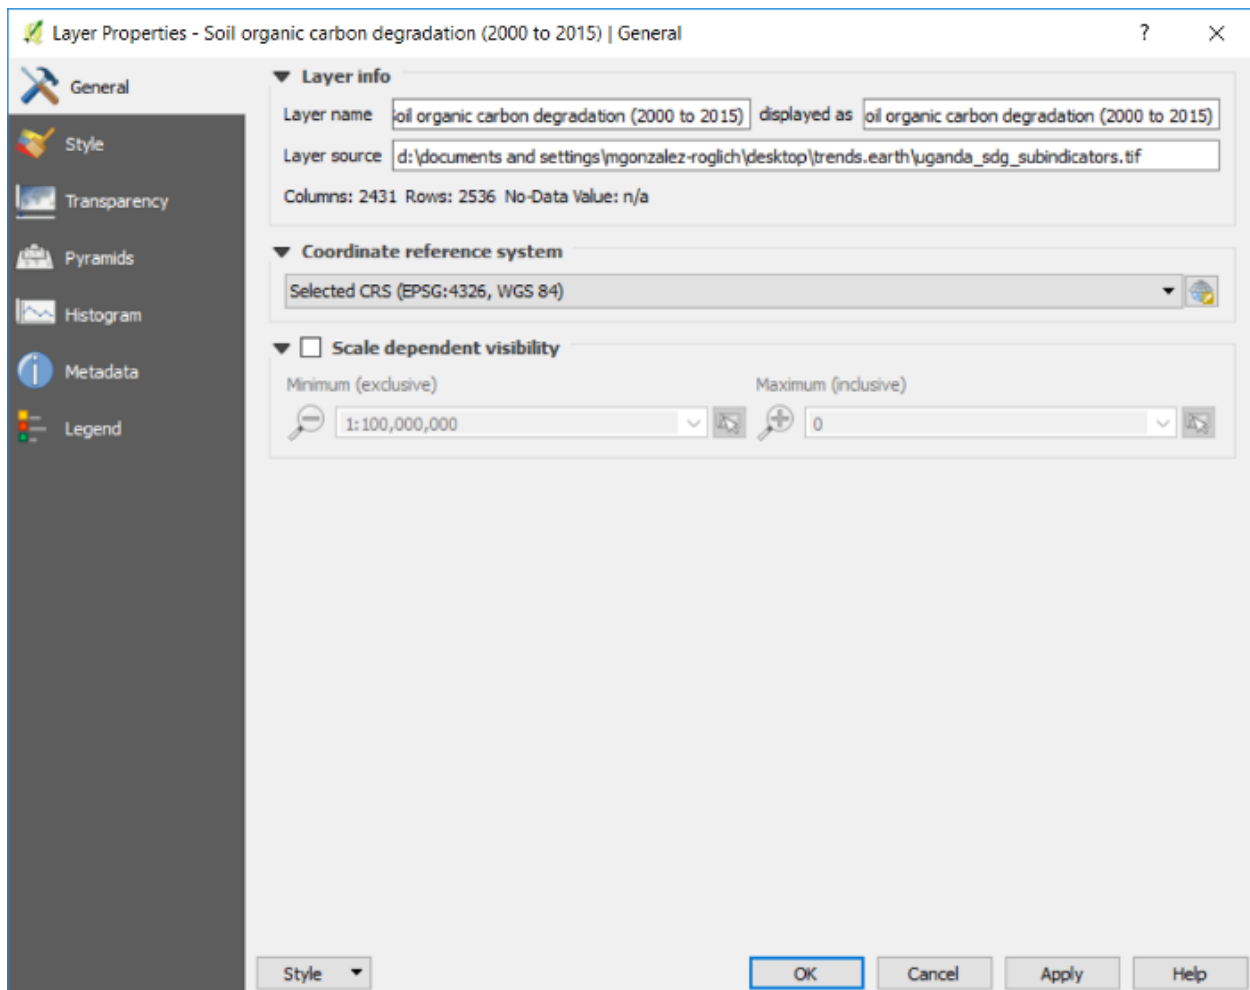 Layer Properties - Soil organic carbon degradation (2000 to 2015) | General
General
Style
Transparency
Pyramids
Histogram
Metadata
Legend
Layer info
Layer name oil organic carbon degradation (2000 to 2015) displayed as oil organic carbon degradation (2000 to 2015)
Layer source d:\documents and settings\mgonzalez-roglich\desktop\trends.earth\uganda_sdg_subindicators.tif
Columns: 2431 Rows: 2536 No-Data Value: n/a
Coordinate reference system
Selected CRS (EPSG:4326, WGS 84)
Scale dependent visibility
Minimum (exclusive) Maximum (inclusive)
1:100,000,000 0
Style OK Cancel Apply Help